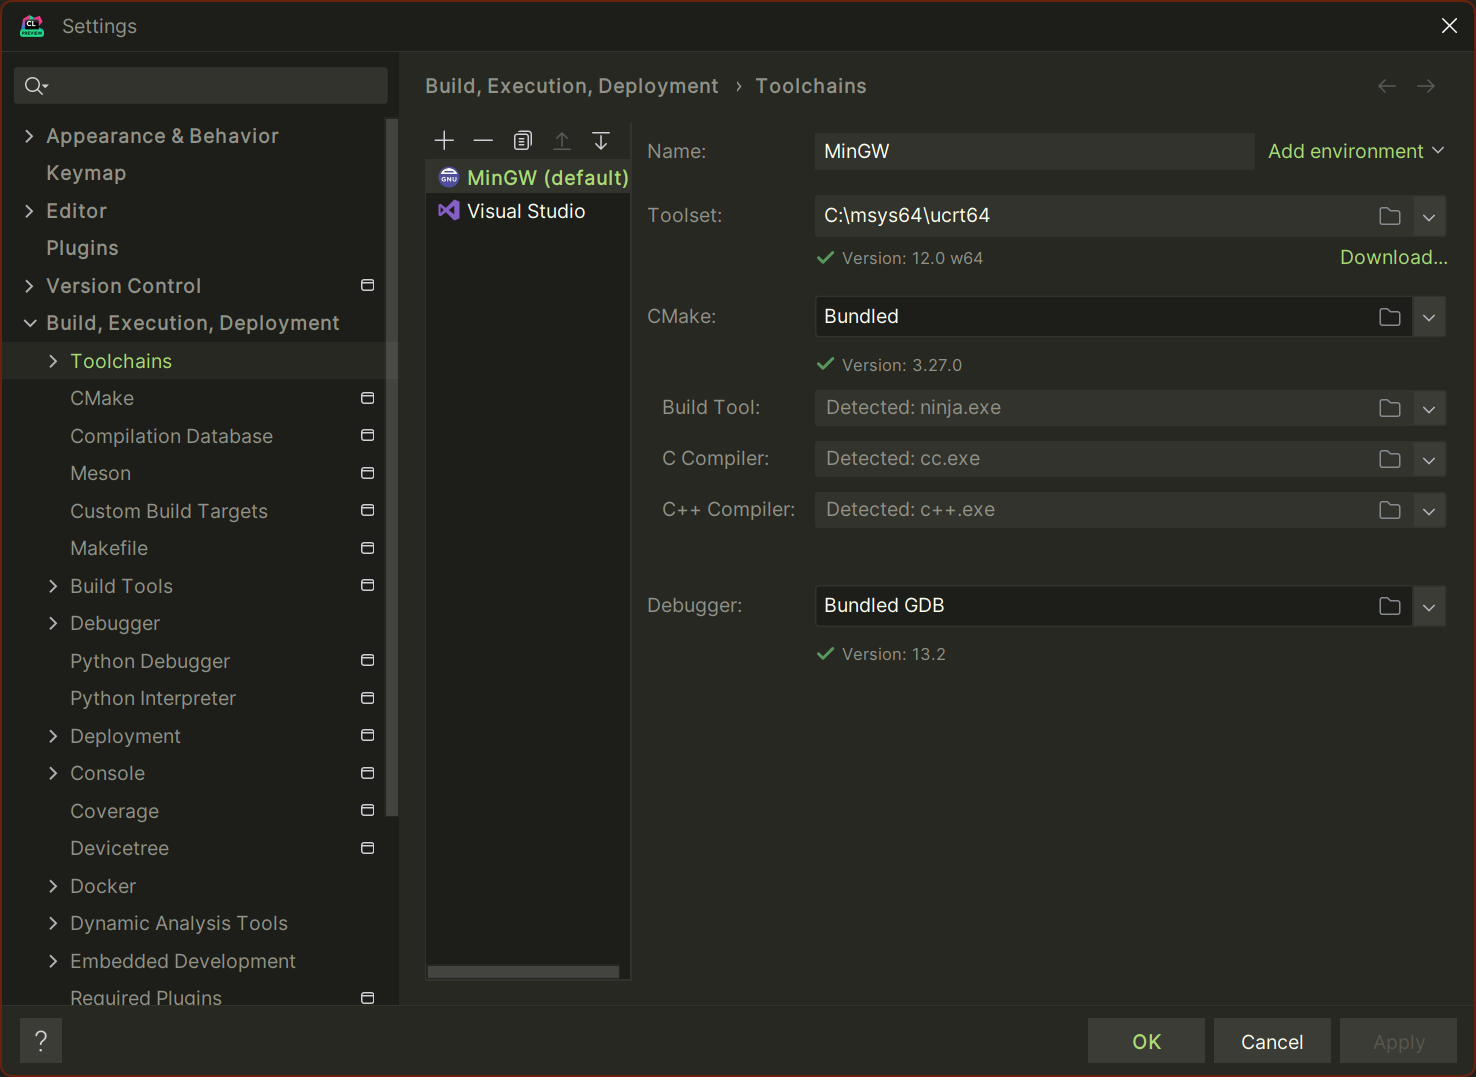 CL
PREVIEW
Settings
Appearance & Behavior
Keymap
Editor
Plugins
Version Control
Build, Execution, Deployment
Toolchains
CMake
Compilation Database
Meson
Custom Build Targets
Makefile
Build Tools
Debugger
Python Debugger
Python Interpreter
Deployment
Console
Coverage
Devicetree
Docker
Dynamic Analysis Tools
Embedded Development
Required Plugins
Build, Execution, Deployment › Toolchains
GNU MinGW (default)
Visual Studio
Name: MinGW Add environment
Toolset: C:\msys64\ucrt64
Version: 12.0 w64 Download...
CMake: Bundled
Version: 3.27.0
Build Tool: Detected: ninja.exe
C Compiler: Detected: cc.exe
C++ Compiler: Detected: c++.exe
Debugger: Bundled GDB
Version: 13.2
? OK Cancel Apply